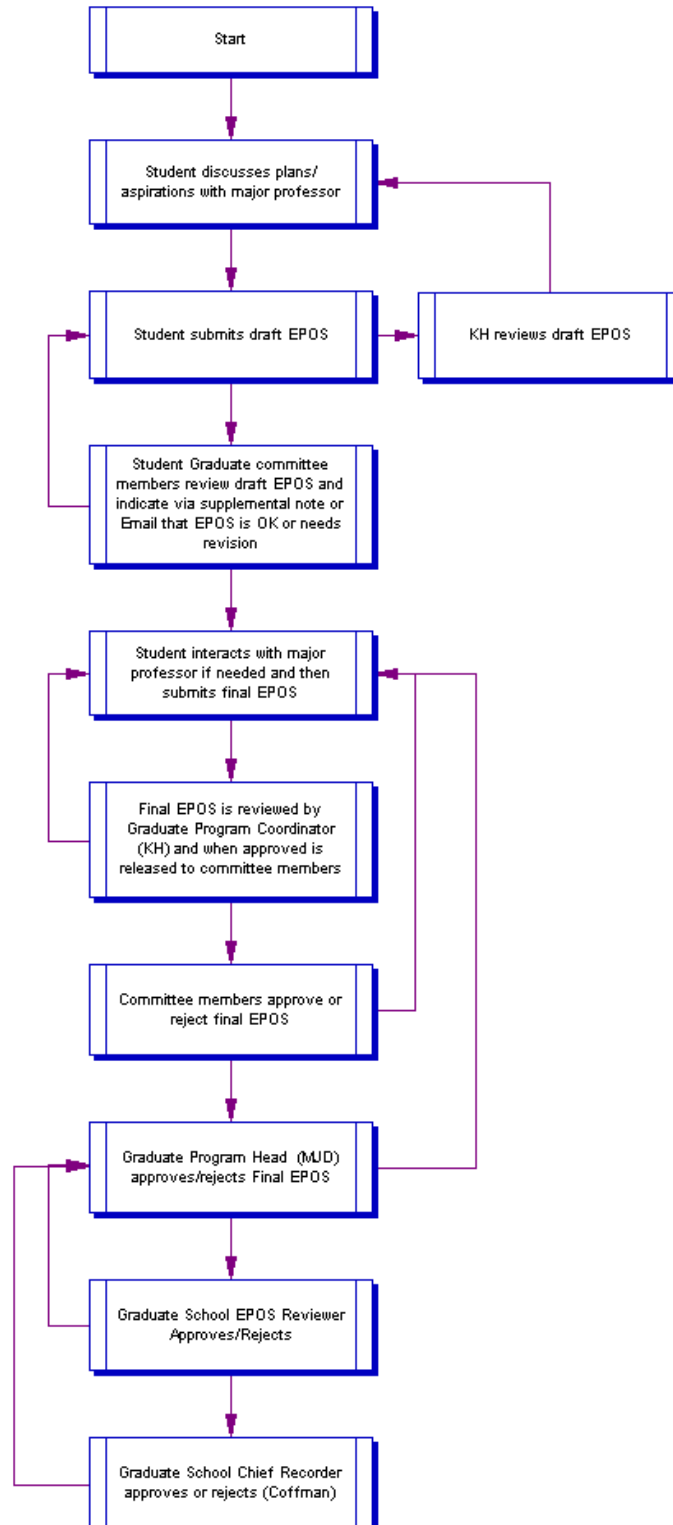 Start
Student discusses plans/
aspirations with major professor
Student submits draft EPOS
KH reviews draft EPOS
Student Graduate committee
members review draft EPOS and
indicate via supplemental note or
Email that EPOS is OK or needs
revision
Student interacts with major
professor if needed and then
submits final EPOS
Final EPOS is reviewed by
Graduate Program Coordinator
(KH) and when approved is
released to committee members
Committee members approve or
reject final EPOS
Graduate Program Head (MJD)
approves/rejects Final EPOS
Graduate School EPOS Reviewer
Approves/Rejects
Graduate School Chief Recorder
approves or rejects (Coffman)